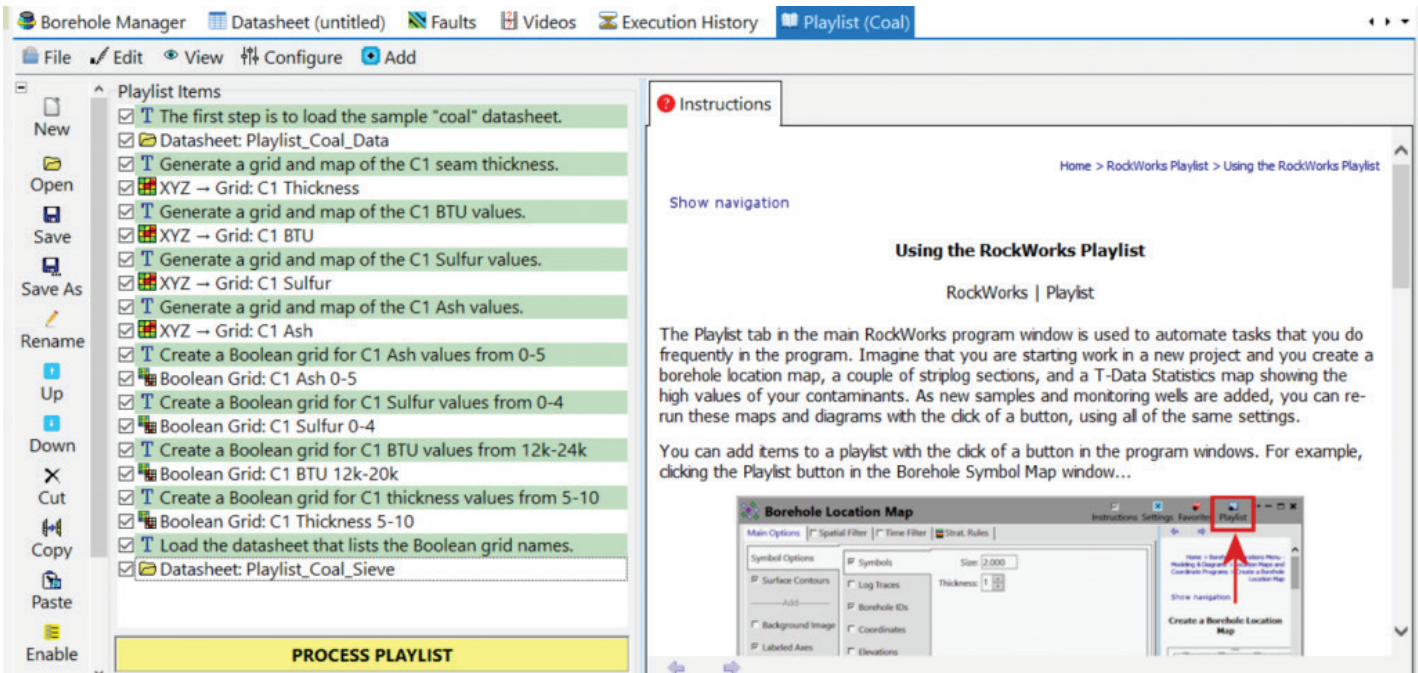 Borehole Manager Datasheet (untitled) Faults Videos Execution History Playlist (Coal)
File Edit View Configure Add
New
Open
Save
Save As
Rename
Up
Down
Cut
Copy
Paste
Enable
Playlist Items
T The first step is to load the sample "coal" datasheet.
Datasheet: Playlist_Coal_Data
T Generate a grid and map of the C1 seam thickness.
XYZ → Grid: C1 Thickness
T Generate a grid and map of the C1 BTU values.
XYZ → Grid: C1 BTU
T Generate a grid and map of the C1 Sulfur values.
XYZ → Grid: C1 Sulfur
T Generate a grid and map of the C1 Ash values.
XYZ → Grid: C1 Ash
T Create a Boolean grid for C1 Ash values from 0-5
Boolean Grid: C1 Ash 0-5
T Create a Boolean grid for C1 Sulfur values from 0-4
Boolean Grid: C1 Sulfur 0-4
T Create a Boolean grid for C1 BTU values from 12k-24k
Boolean Grid: C1 BTU 12k-20k
T Create a Boolean grid for C1 thickness values from 5-10
Boolean Grid: C1 Thickness 5-10
T Load the datasheet that lists the Boolean grid names.
Datasheet: Playlist_Coal_Sieve
PROCESS PLAYLIST
? Instructions
Home > RockWorks Playlist > Using the RockWorks Playlist
Show navigation
Using the RockWorks Playlist
RockWorks | Playlist
The Playlist tab in the main RockWorks program window is used to automate tasks that you do
frequently in the program. Imagine that you are starting work in a new project and you create a
borehole location map, a couple of striplog sections, and a T-Data Statistics map showing the
high values of your contaminants. As new samples and monitoring wells are added, you can re-
run these maps and diagrams with the click of a button, using all of the same settings.
You can add items to a playlist with the click of a button in the program windows. For example,
clicking the Playlist button in the Borehole Symbol Map window...
Borehole Location Map
Instructions Settings Favorites Playlist
Main Options Spatial Filter Time Filter Strat. Rules
Symbol Options
Surface Contours
Add
Background Image
Labeled Axes
Symbols Size: 2.000
Log Traces Thickness: 1
Borehole IDs
Coordinates
Elevations
Show navigation
Create a Borehole Location
Map